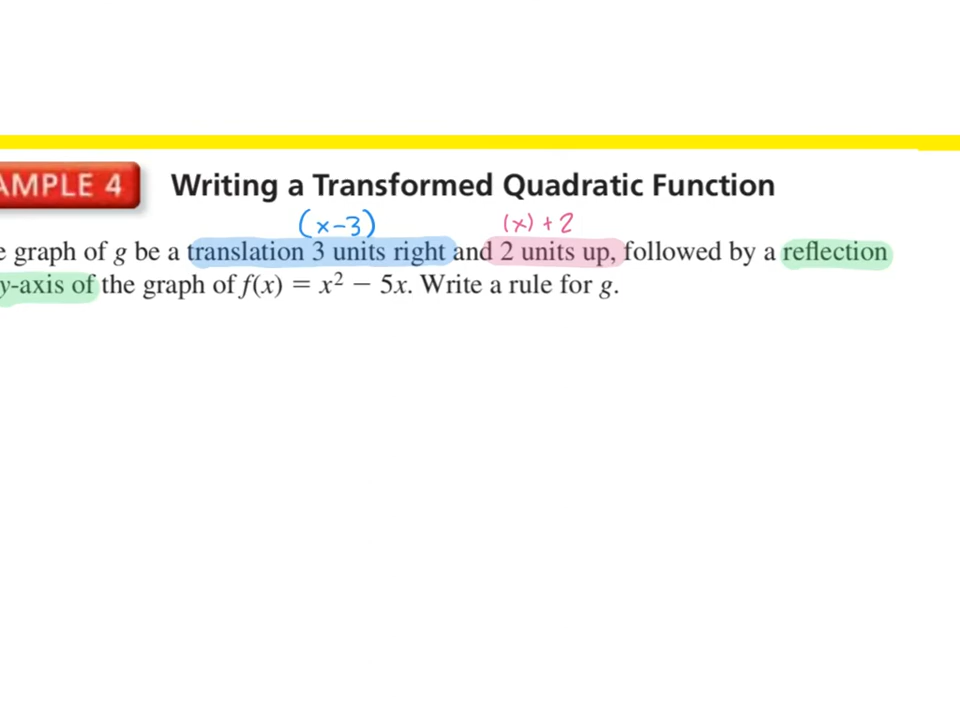 AMPLE 4 Writing a Transformed Quadratic Function
(x-3) (x) + 2
e graph of g be a translation 3 units right and 2 units up, followed by a reflection
y-axis of the graph of f(x) = x² − 5x. Write a rule for g.